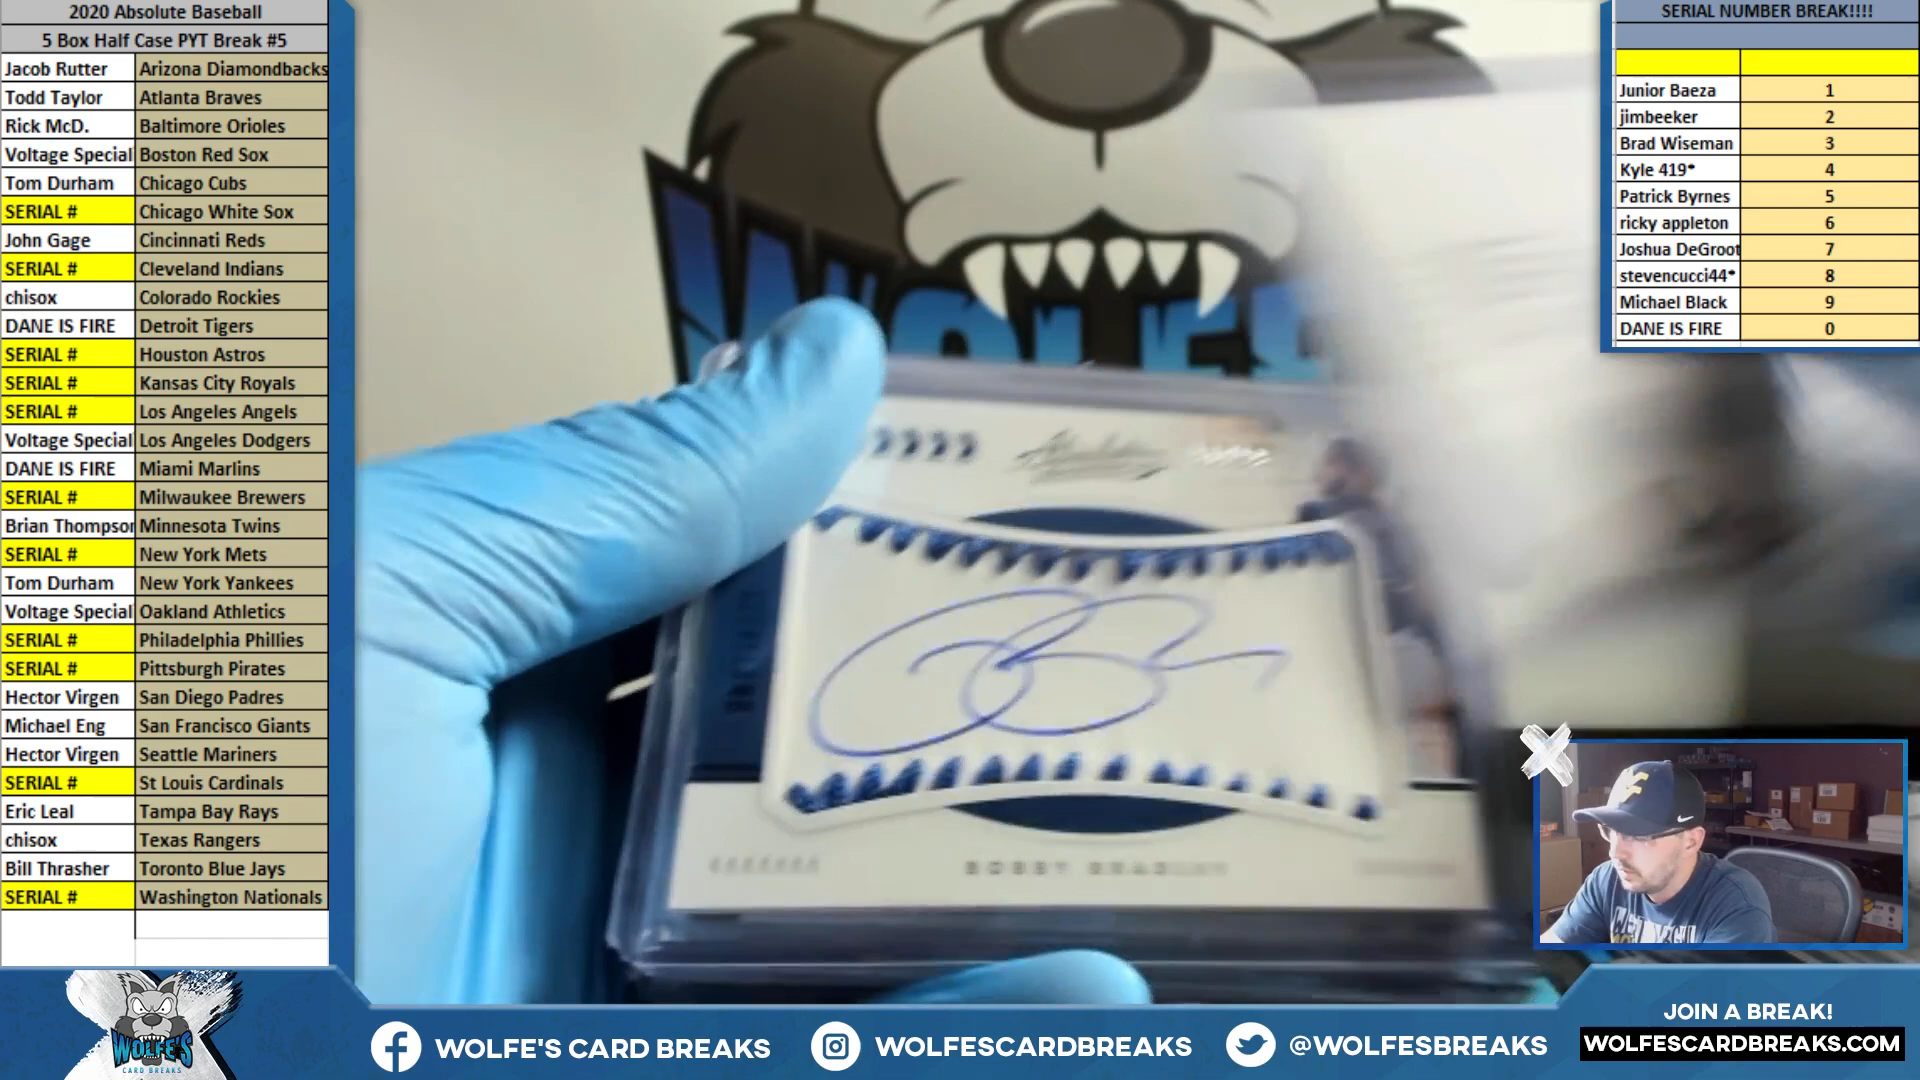 2020 Absolute Baseball
5 Box Half Case PYT Break #5
Jacob Rutter Arizona Diamondbacks
Todd Taylor Atlanta Braves
Rick McD. Baltimore Orioles
Voltage Special Boston Red Sox
Tom Durham Chicago Cubs
SERIAL # Chicago White Sox
John Gage Cincinnati Reds
SERIAL # Cleveland Indians
chisox Colorado Rockies
DANE IS FIRE Detroit Tigers
SERIAL # Houston Astros
SERIAL # Kansas City Royals
SERIAL # Los Angeles Angels
Voltage Special Los Angeles Dodgers
DANE IS FIRE Miami Marlins
SERIAL # Milwaukee Brewers
Brian Thompson Minnesota Twins
SERIAL # New York Mets
Tom Durham New York Yankees
Voltage Special Oakland Athletics
SERIAL # Philadelphia Phillies
SERIAL # Pittsburgh Pirates
Hector Virgen San Diego Padres
Michael Eng San Francisco Giants
Hector Virgen Seattle Mariners
SERIAL # St Louis Cardinals
Eric Leal Tampa Bay Rays
chisox Texas Rangers
Bill Thrasher Toronto Blue Jays
SERIAL # Washington Nationals
SERIAL NUMBER BREAK!!!!
Junior Baeza 1
jimbeeker 2
Brad Wiseman 3
Kyle 419* 4
Patrick Byrnes 5
ricky appleton 6
Joshua DeGroot 7
stevencucci44* 8
Michael Black 9
DANE IS FIRE 0
WOLFE
Absolute
BOBBY BRADLEY
WOLFE'S
CARD BREAKS
WOLFE'S CARD BREAKS
WOLFESCARDBREAKS
@WOLFESBREAKS
JOIN A BREAK!
WOLFESCARDBREAKS.COM